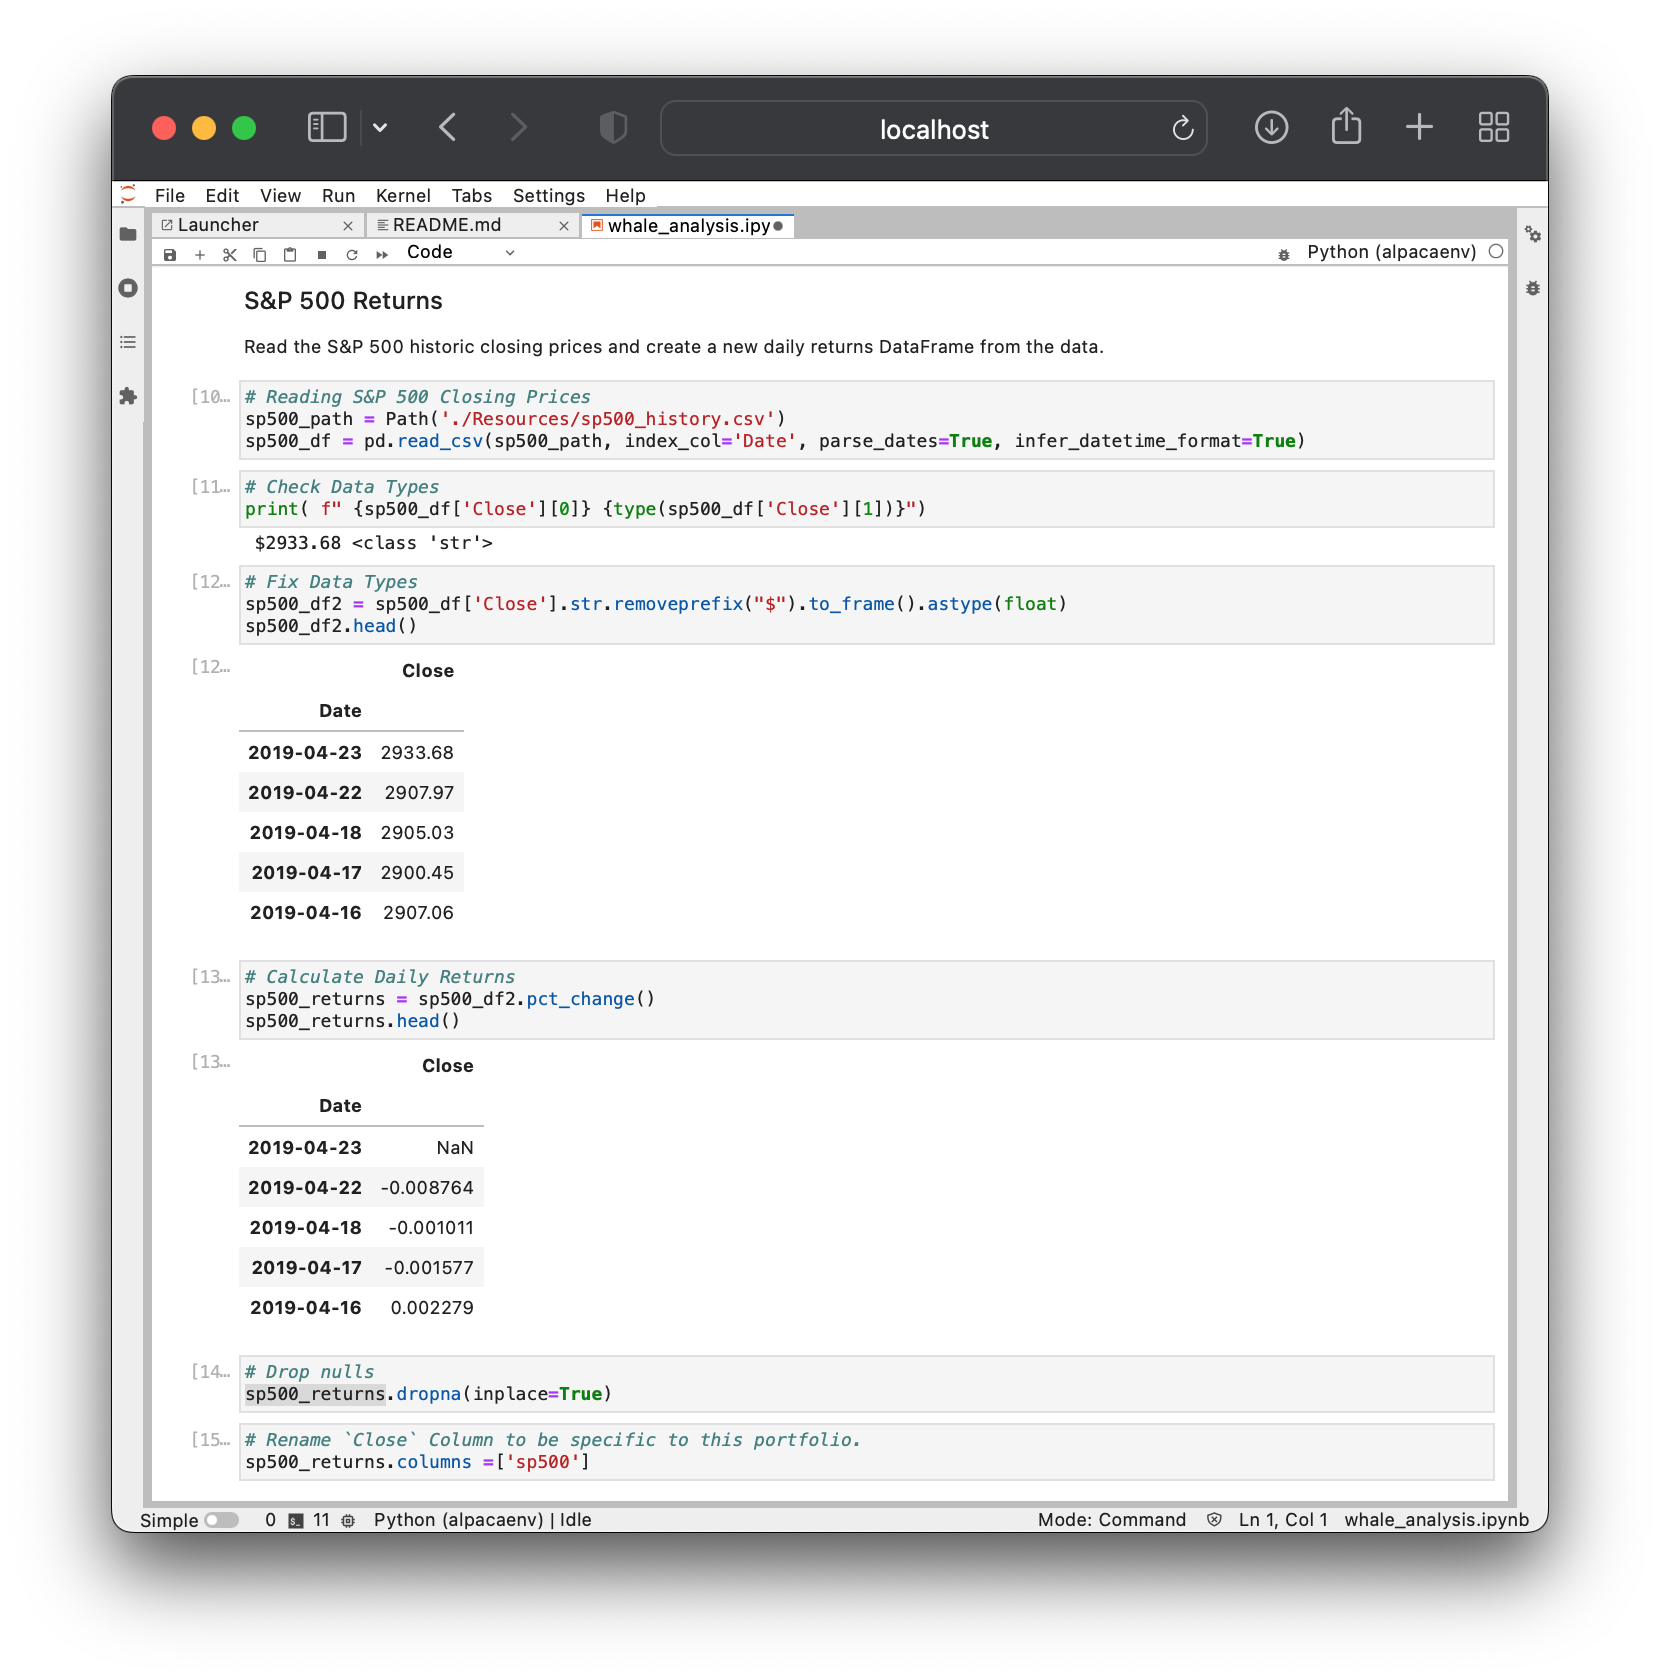 localhost
File Edit View Run Kernel Tabs Settings Help
Launcher README.md whale_analysis.ipy
Code Python (alpacaenv)
S&P 500 Returns
Read the S&P 500 historic closing prices and create a new daily returns DataFrame from the data.
[10… # Reading S&P 500 Closing Prices
sp500_path = Path('./Resources/sp500_history.csv')
sp500_df = pd.read_csv(sp500_path, index_col='Date', parse_dates=True, infer_datetime_format=True)
[11… # Check Data Types
print( f" {sp500_df['Close'][0]} {type(sp500_df['Close'][1])}")
$2933.68 <class 'str'>
[12… # Fix Data Types
sp500_df2 = sp500_df['Close'].str.removeprefix("$").to_frame().astype(float)
sp500_df2.head()
[12… Close
Date
2019-04-23 2933.68
2019-04-22 2907.97
2019-04-18 2905.03
2019-04-17 2900.45
2019-04-16 2907.06
[13… # Calculate Daily Returns
sp500_returns = sp500_df2.pct_change()
sp500_returns.head()
[13… Close
Date
2019-04-23 NaN
2019-04-22 -0.008764
2019-04-18 -0.001011
2019-04-17 -0.001577
2019-04-16 0.002279
[14… # Drop nulls
sp500_returns.dropna(inplace=True)
[15… # Rename `Close` Column to be specific to this portfolio.
sp500_returns.columns =['sp500']
Simple 0 11 Python (alpacaenv) | Idle Mode: Command Ln 1, Col 1 whale_analysis.ipynb